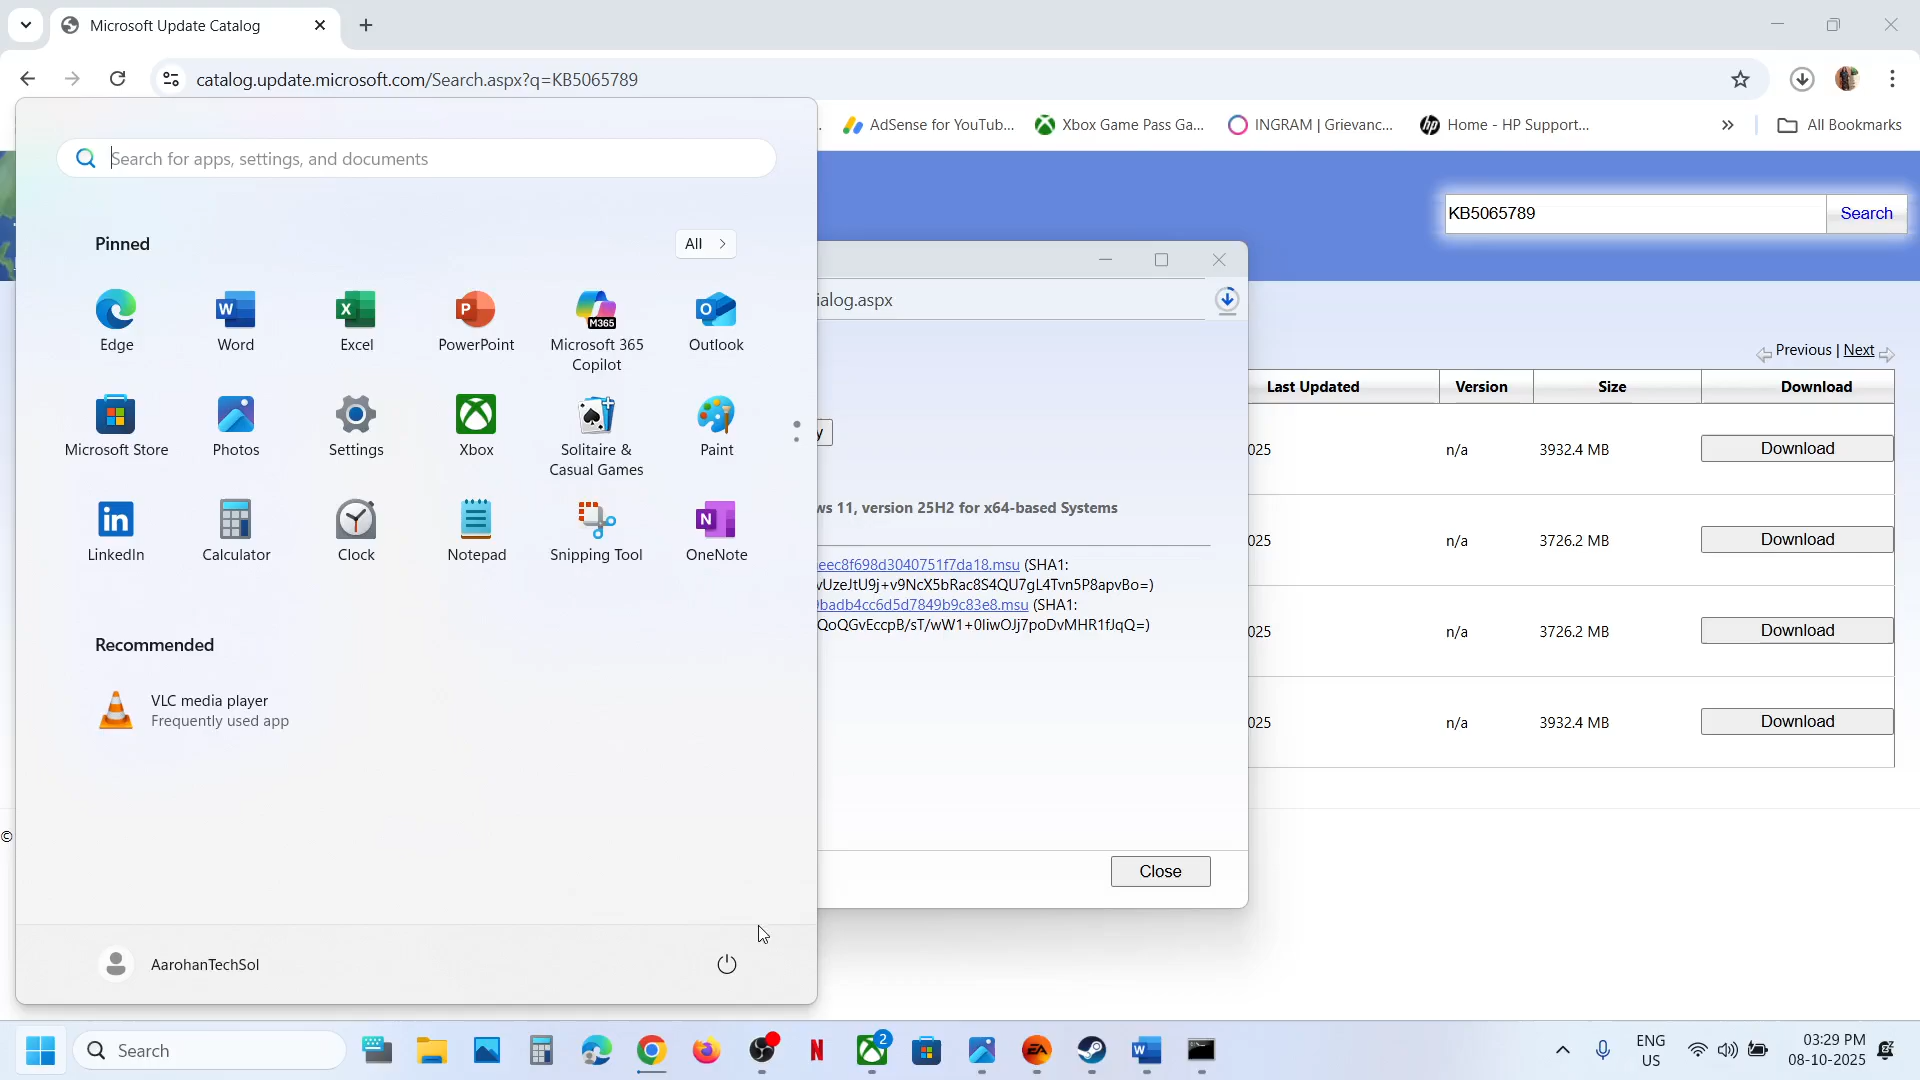 Microsoft Update Catalog
catalog.update.microsoft.com/Search.aspx?q=KB5065789
AdSense for YouTub...
Xbox Game Pass Ga...
INGRAM | Grievanc...
Home - HP Support...
All Bookmarks
Search for apps, settings, and documents
KB5065789
Search
Pinned
All
Edge
Word
Excel
PowerPoint
Microsoft 365
Copilot
Outlook
M365
Microsoft Store
Photos
Settings
Xbox
Solitaire &
Casual Games
Paint
LinkedIn
Calculator
Clock
Notepad
Snipping Tool
OneNote
Recommended
VLC media player
Frequently used app
AarohanTechSol
ialog.aspx
y
ws 11, version 25H2 for x64-based Systems
eec8f698d3040751f7da18.msu (SHA1:
vUzeJtU9j+v9NcX5bRac8S4QU7gL4Tvn5P8apvBo=)
9badb4cc6d5d7849b9c83e8.msu (SHA1:
QoQGvEccpB/sT/wW1+0liwOJj7poDvMHR1fJqQ=)
Close
Previous | Next
Last Updated
Version
Size
Download
025
n/a
3932.4 MB
Download
025
n/a
3726.2 MB
Download
025
n/a
3726.2 MB
Download
025
n/a
3932.4 MB
Download
©
Search
2
ENG
US
03:29 PM
08-10-2025